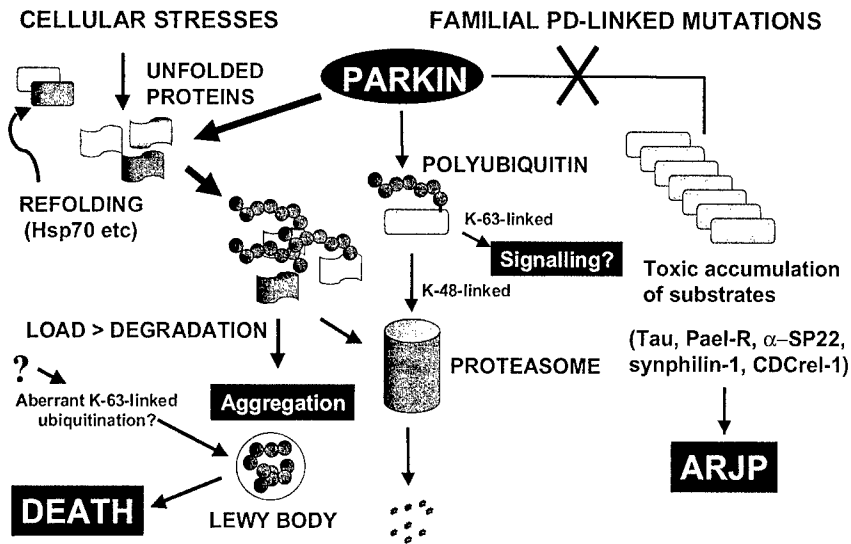 CELLULAR STRESSES
FAMILIAL PD-LINKED MUTATIONS
UNFOLDED
PROTEINS
PARKIN
REFOLDING
(Hsp70 etc)
POLYUBIQUITIN
K-63-linked
Signalling?
K-48-linked
Toxic accumulation
of substrates
(Tau, Pael-R, α–SP22,
synphilin-1, CDCrel-1)
LOAD > DEGRADATION
PROTEASOME
?
Aberrant K-63-linked
ubiquitination?
Aggregation
ARJP
DEATH
LEWY BODY